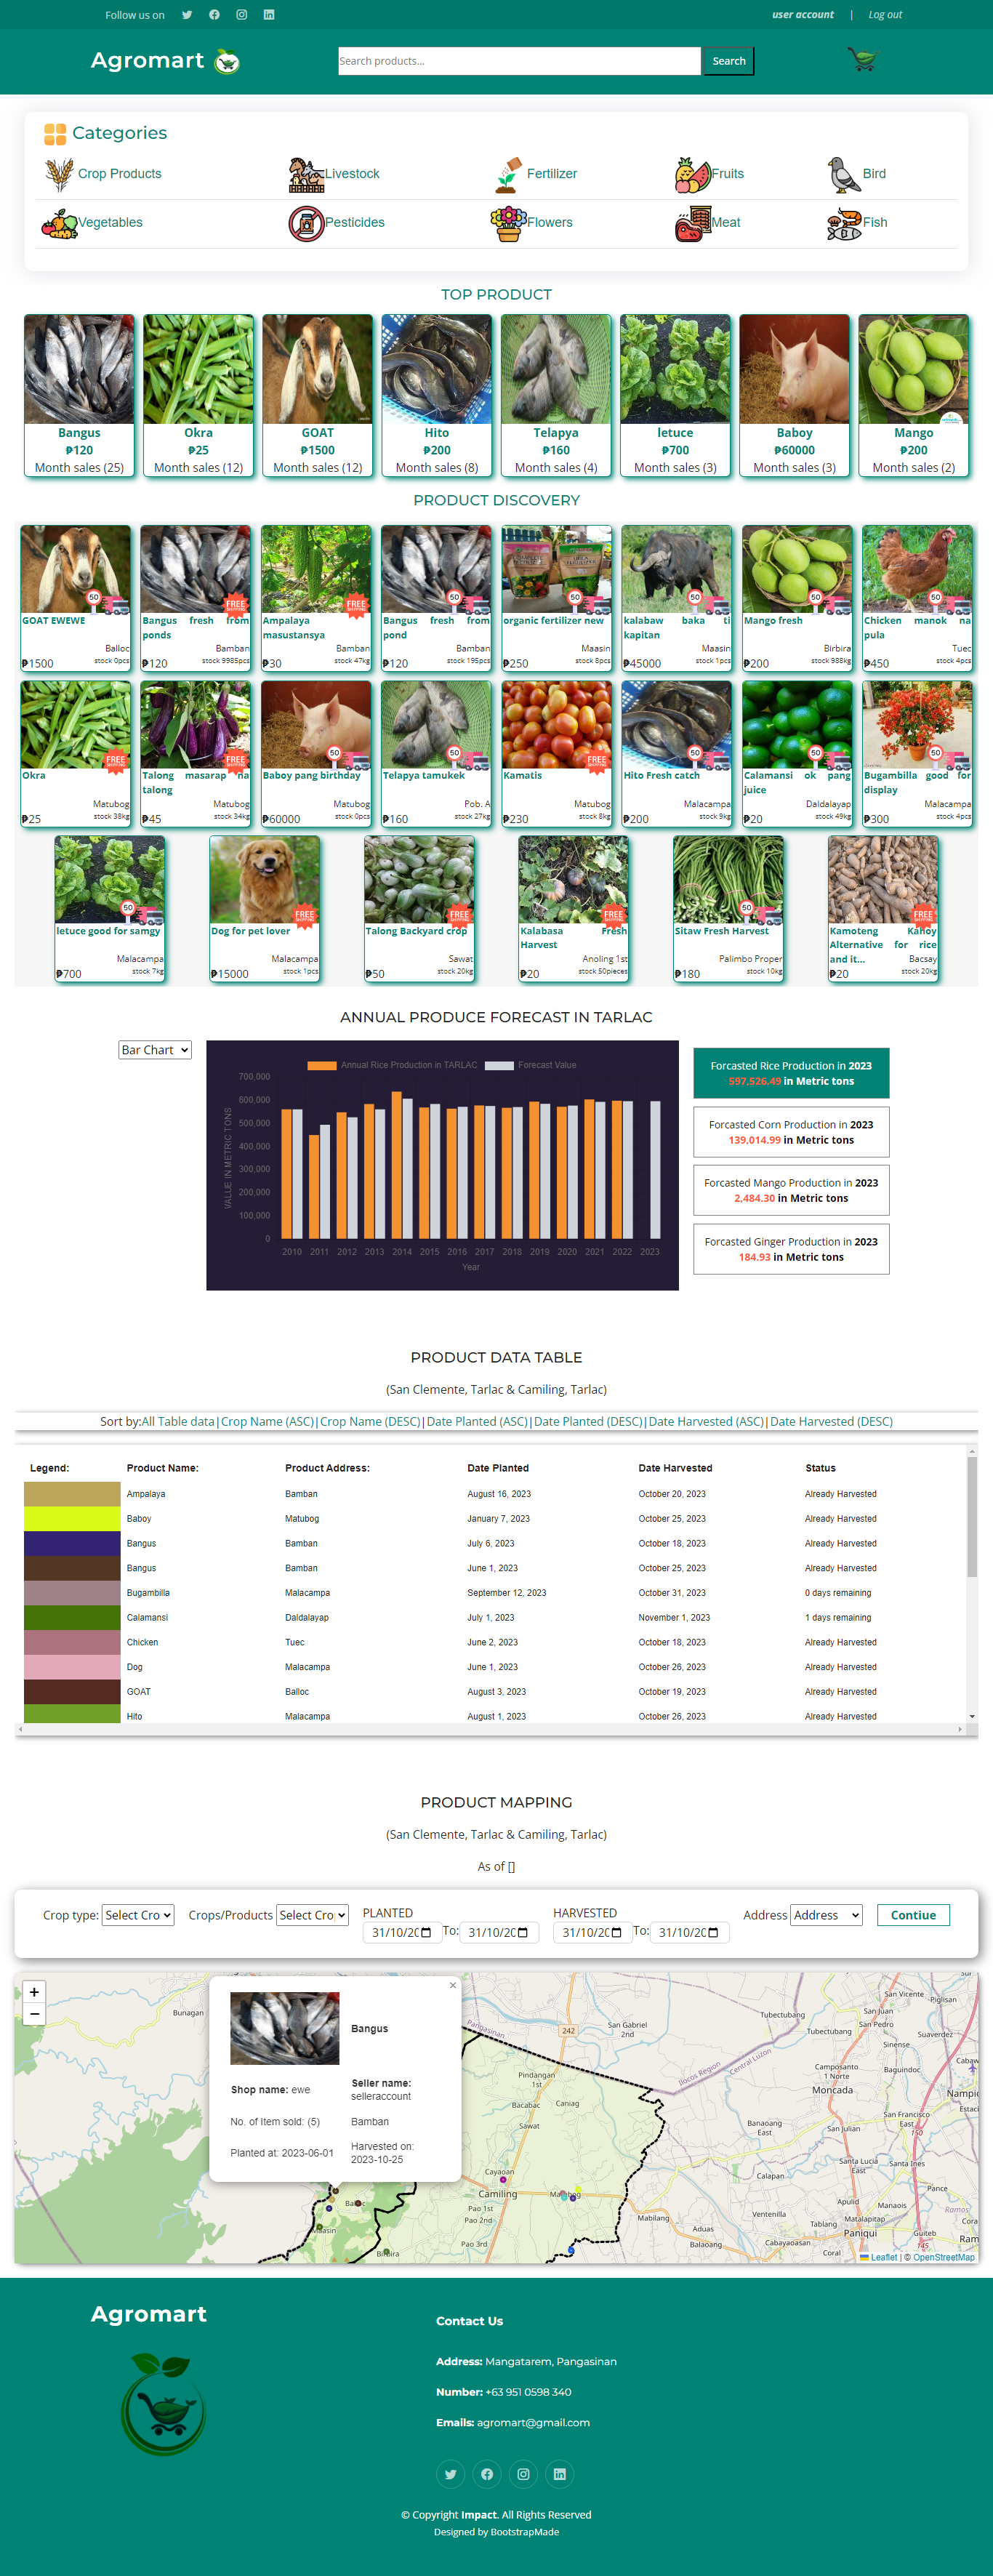 Follow us on
user account | Log out
Agromart
Search products...
Search
Categories
Crop Products
Livestock
Fertilizer
Fruits
Bird
Vegetables
Pesticides
Flowers
Meat
Fish
TOP PRODUCT
Bangus
₱120
Month sales (25)
Okra
₱25
Month sales (12)
GOAT
₱1500
Month sales (12)
Hito
₱200
Month sales (8)
Telapya
₱160
Month sales (4)
letuce
₱700
Month sales (3)
Baboy
₱60000
Month sales (3)
Mango
₱200
Month sales (2)
PRODUCT DISCOVERY
50
GOAT EWEWE
Balloc
₱1500
stock 0pcs
FREE
Bangus fresh from
ponds
Bamban
₱120
stock 9985pcs
FREE
Ampalaya
masustansya
Bamban
₱30
stock 47kg
50
Bangus fresh from
pond
Bamban
₱120
stock 195pcs
50
organic fertilizer new
Maasin
₱250
stock 8pcs
50
kalabaw baka ti
kapitan
Maasin
₱45000
stock 1pcs
50
Mango fresh
Birbira
₱200
stock 988kg
50
Chicken manok na
pula
Tuec
₱450
stock 4pcs
FREE
Okra
Matubog
₱25
stock 38kg
FREE
Talong masarap na
talong
Matubog
₱45
stock 34kg
50
Baboy pang birthday
Matubog
₱60000
stock 0pcs
50
Telapya tamukek
Pob. A
₱160
stock 27kg
FREE
Kamatis
Matubog
₱230
stock 8kg
50
Hito Fresh catch
Malacampa
₱200
stock 9kg
50
Calamansi ok pang
juice
Daldalayap
₱20
stock 49kg
50
Bugambilla good for
display
Malacampa
₱300
stock 4pcs
50
letuce good for samgy
Malacampa
₱700
stock 7kg
FREE
Dog for pet lover
Malacampa
₱15000
stock 1pcs
FREE
Talong Backyard crop
Sawat
₱50
stock 20kg
FREE
Kalabasa Fresh
Harvest
Anoling 1st
₱20
stock 50pieces
50
Sitaw Fresh Harvest
Palimbo Proper
₱180
stock 10kg
FREE
Kamoteng Kahoy
Alternative for rice
and it...
Bacsay
₱20
stock 20kg
ANNUAL PRODUCE FORECAST IN TARLAC
Bar Chart
Annual Rice Production in TARLAC
Forecast Value
VALUE IN METRIC TONS
700,000
600,000
500,000
400,000
300,000
200,000
100,000
0
2010 2011 2012 2013 2014 2015 2016 2017 2018 2019 2020 2021 2022 2023
Year
Forcasted Rice Production in 2023
597,526.49 in Metric tons
Forcasted Corn Production in 2023
139,014.99 in Metric tons
Forcasted Mango Production in 2023
2,484.30 in Metric tons
Forcasted Ginger Production in 2023
184.93 in Metric tons
PRODUCT DATA TABLE
(San Clemente, Tarlac & Camiling, Tarlac)
Sort by:All Table data|Crop Name (ASC)|Crop Name (DESC)|Date Planted (ASC)|Date Planted (DESC)|Date Harvested (ASC)|Date Harvested (DESC)
Legend: Product Name: Product Address: Date Planted Date Harvested Status
Ampalaya Bamban August 16, 2023 October 20, 2023 Already Harvested
Baboy Matubog January 7, 2023 October 25, 2023 Already Harvested
Bangus Bamban July 6, 2023 October 18, 2023 Already Harvested
Bangus Bamban June 1, 2023 October 25, 2023 Already Harvested
Bugambilla Malacampa September 12, 2023 October 31, 2023 0 days remaining
Calamansi Daldalayap July 1, 2023 November 1, 2023 1 days remaining
Chicken Tuec June 2, 2023 October 18, 2023 Already Harvested
Dog Malacampa June 1, 2023 October 26, 2023 Already Harvested
GOAT Balloc August 3, 2023 October 19, 2023 Already Harvested
Hito Malacampa August 1, 2023 October 26, 2023 Already Harvested
PRODUCT MAPPING
(San Clemente, Tarlac & Camiling, Tarlac)
As of []
Crop type: Select Cro
Crops/Products Select Cro
PLANTED
31/10/20 To: 31/10/20
HARVESTED
31/10/20 To: 31/10/20
Address Address
Contiue
+
−
×
Bangus
Shop name: ewe
Seller name:
selleraccount
No. of Item sold: (5)
Bamban
Planted at: 2023-06-01
Harvested on:
2023-10-25
Bunagan
Pangasinan
242
San Gabriel
2nd
Pindangan
1st
Bacabac
Caniag
Sawat
Cayaoan
Camiling
Pao 1st
Pao 2nd
Pao 3rd
Matubog
Mabilang
Aduas
Balaoang
Ilocos Region
Central Luzon
Tubectubang
San Juan
San Pedro
Tubectubang
Camposanto
1 Norte
Moncada
San Vicente
Piglisan
San Julian
Suaverdez
Sinense
Baguindoc
Nampic
San Francisco
East
150
Banaoang
East
San Julian
Santa Lucia
East
Santa Ines
Calapan
Ventenilla
Cabayaoasan
Coral
Apulid
Manaois
Matalapitap
Tablang
Paniqui
Guiteb
Pance
Ramos
Ram
Birbira
Leaflet | © OpenStreetMap
Agromart
Contact Us
Address: Mangatarem, Pangasinan
Number: +63 951 0598 340
Emails: agromart@gmail.com
© Copyright Impact. All Rights Reserved
Designed by BootstrapMade